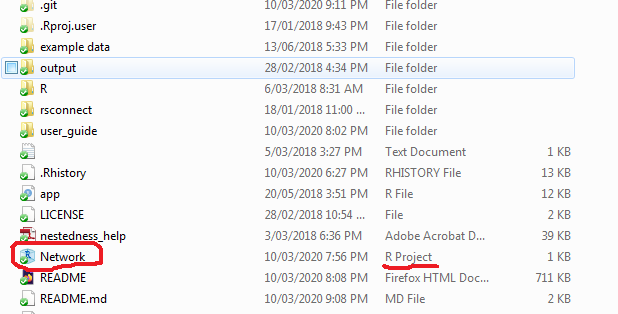 .git 10/03/2020 9:11 PM File folder
.Rproj.user 17/01/2018 9:43 PM File folder
example data 13/06/2018 5:33 PM File folder
output 28/02/2018 4:34 PM File folder
R 6/03/2018 8:31 AM File folder
rsconnect 18/01/2018 11:00 ... File folder
user_guide 10/03/2020 8:02 PM File folder
5/03/2018 3:27 PM Text Document 1 KB
.Rhistory 10/03/2020 6:27 PM RHISTORY File 13 KB
app 20/05/2018 3:51 PM R File 12 KB
LICENSE 28/02/2018 10:54 ... File 2 KB
nestedness_help 3/03/2018 6:36 PM Adobe Acrobat D... 39 KB
Network 10/03/2020 7:56 PM R Project 1 KB
README 10/03/2020 8:08 PM Firefox HTML Doc... 711 KB
README.md 10/03/2020 9:08 PM MD File 2 KB